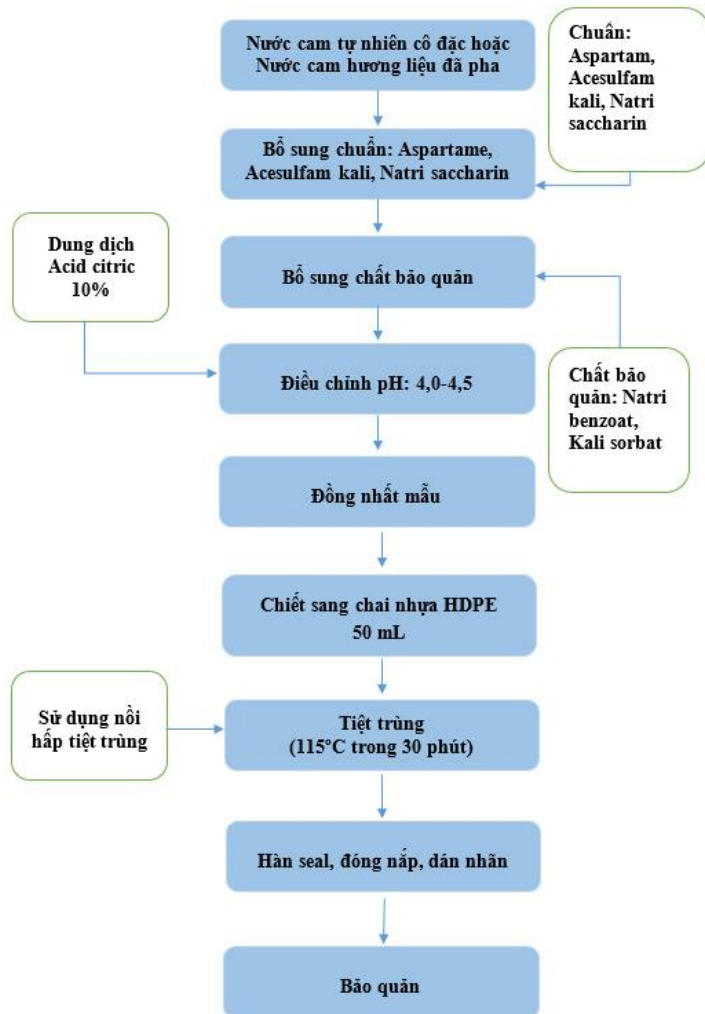 Nước cam tự nhiên cô đặc hoặc
Nước cam hương liệu đã pha
Chuẩn:
Aspartam,
Acesulfam
kali, Natri
saccharin
Bổ sung chuẩn: Aspartame,
Acesulfam kali, Natri saccharin
Dung dịch
Acid citric
10%
Bổ sung chất bảo quản
Điều chỉnh pH: 4,0-4,5
Chất bảo
quản: Natri
benzoat,
Kali sorbat
Đồng nhất mẫu
Chiết sang chai nhựa HDPE
50 mL
Sử dụng nồi
hấp tiệt trùng
Tiệt trùng
(115°C trong 30 phút)
Hàn seal, đóng nắp, dán nhãn
Bảo quản